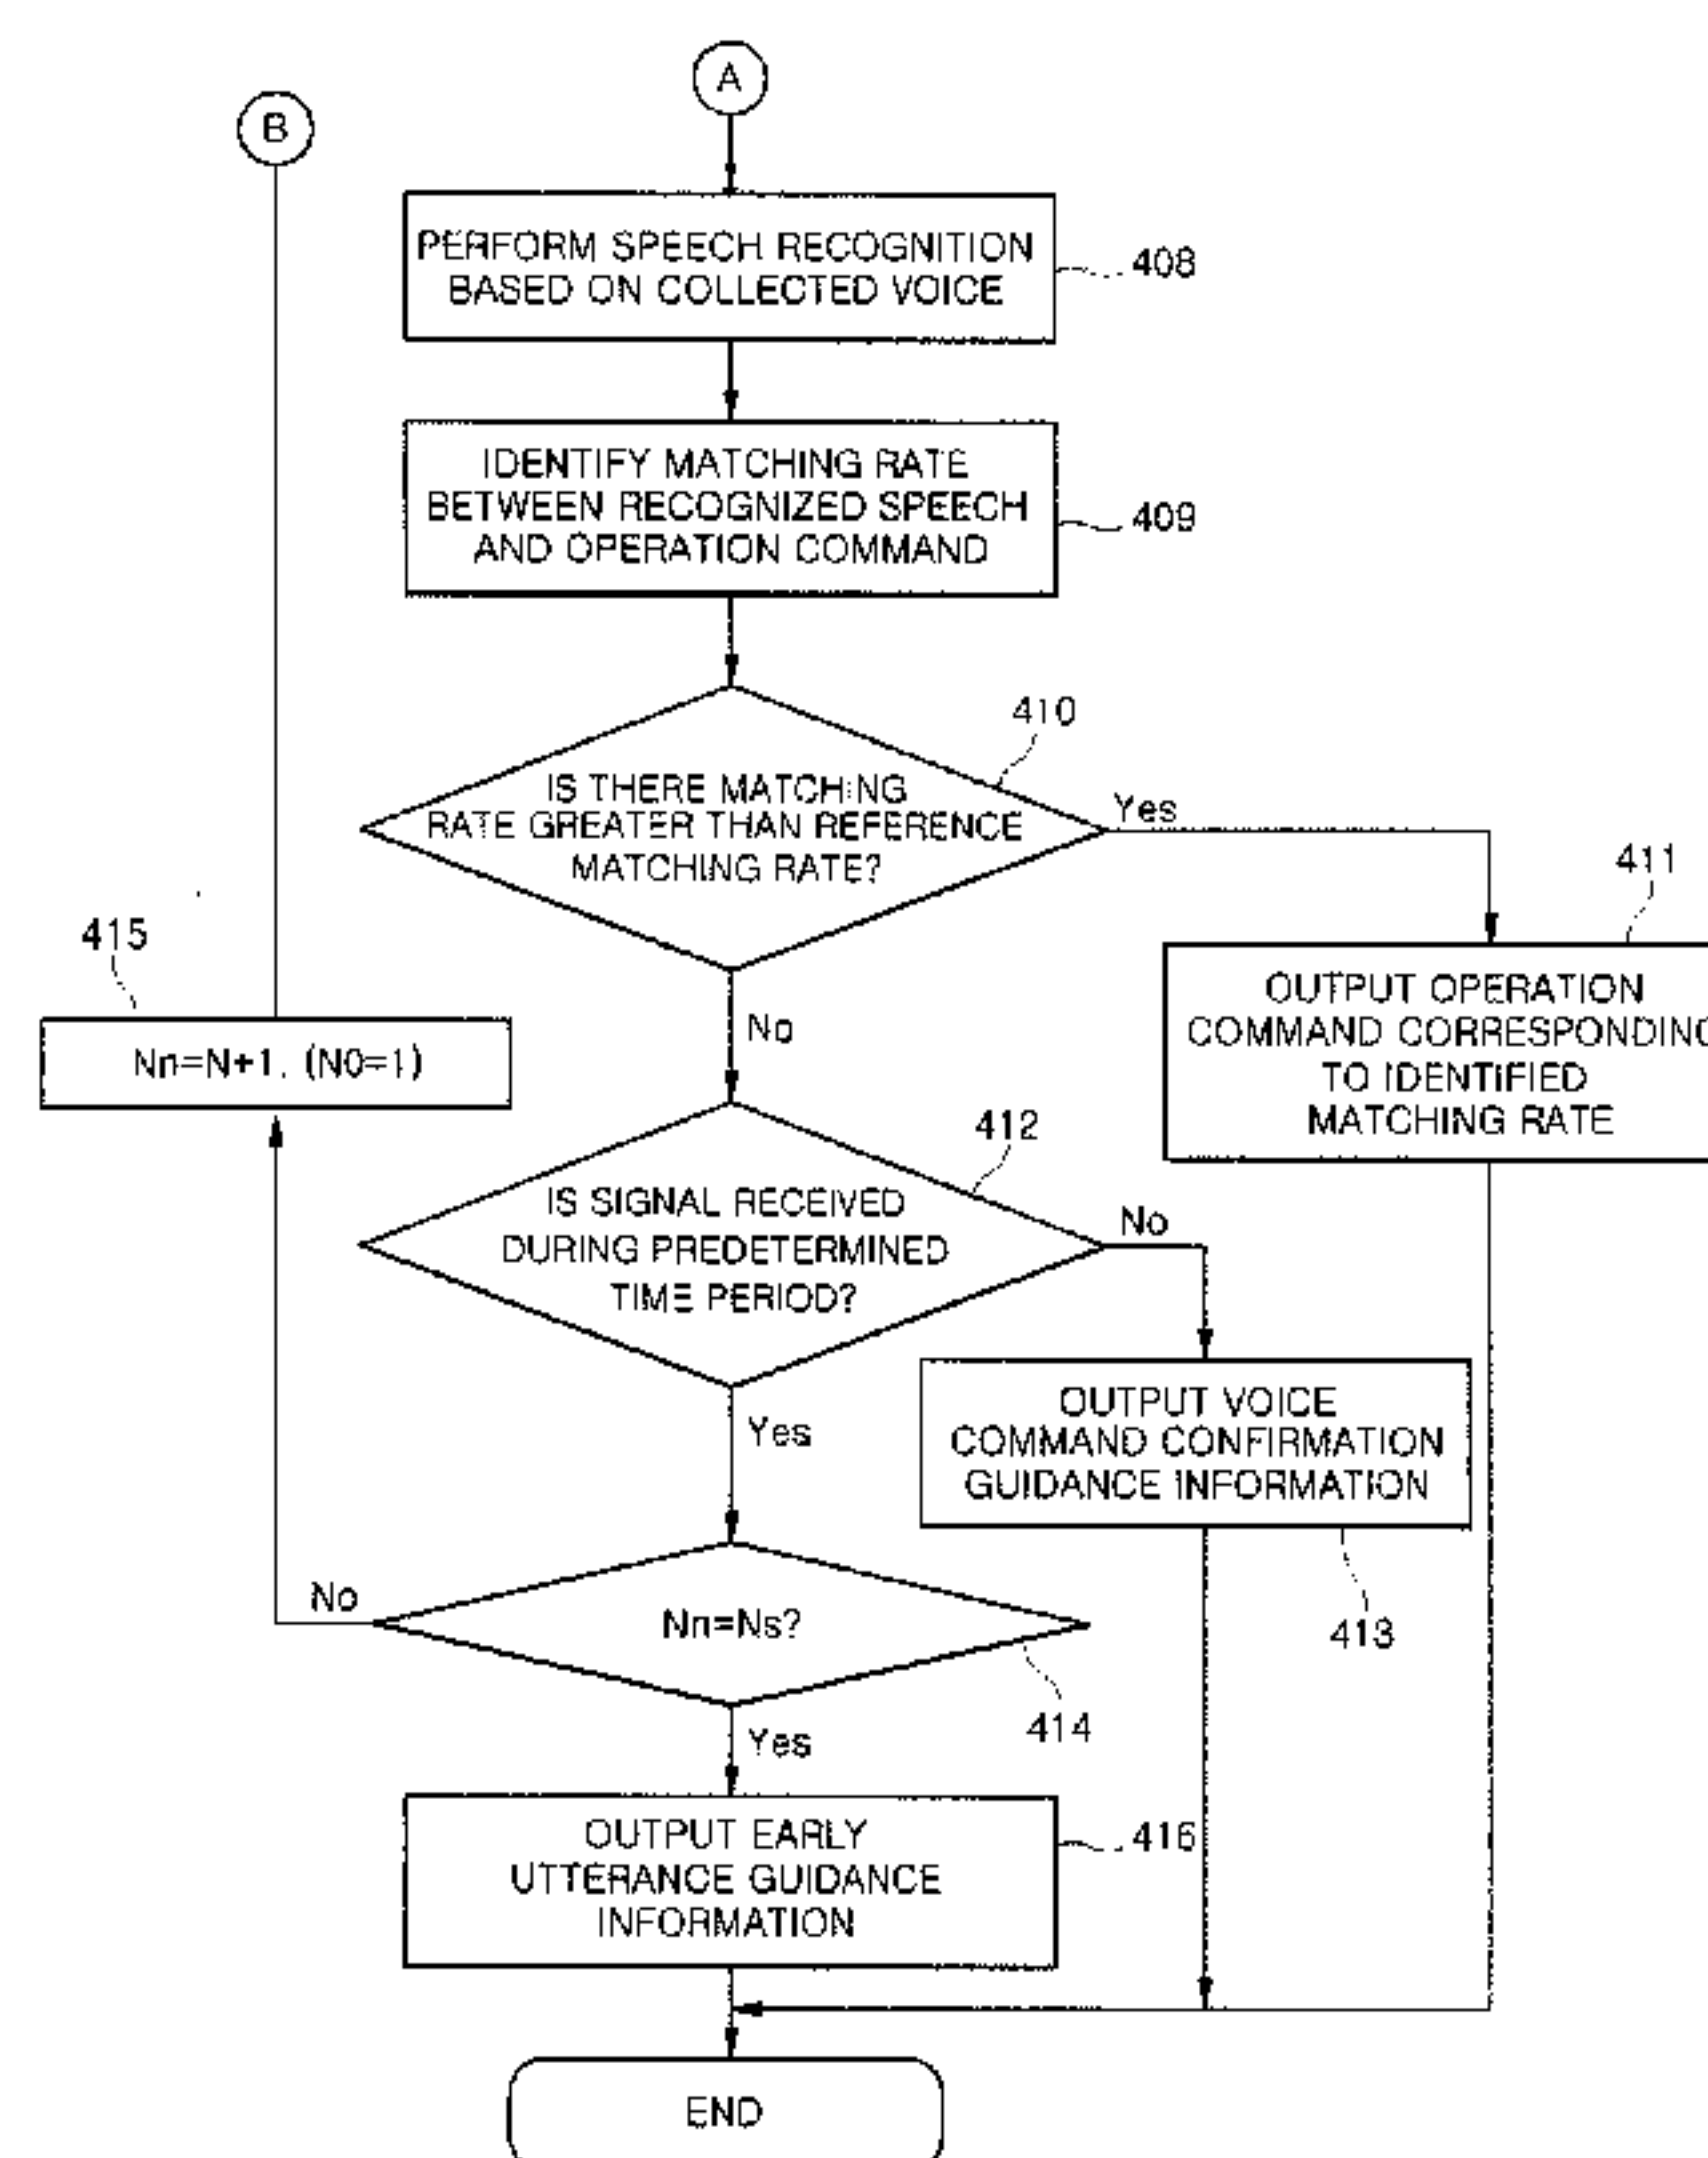 A
B
PERFORM SPEECH RECOGNITION
BASED ON COLLECTED VOICE
408
IDENTIFY MATCHING RATE
BETWEEN RECOGNIZED SPEECH
AND OPERATION COMMAND
409
410
IS THERE MATCHING
RATE GREATER THAN REFERENCE
MATCHING RATE?
Yes
411
OUTPUT OPERATION
COMMAND CORRESPONDING
TO IDENTIFIED
MATCHING RATE
415
Nn=N+1. (N0=1)
No
412
IS SIGNAL RECEIVED
DURING PREDETERMINED
TIME PERIOD?
No
OUTPUT VOICE
COMMAND CONFIRMATION
GUIDANCE INFORMATION
413
Yes
No
Nn=Ns?
414
Yes
OUTPUT EARLY
UTTERANCE GUIDANCE
INFORMATION
416
END